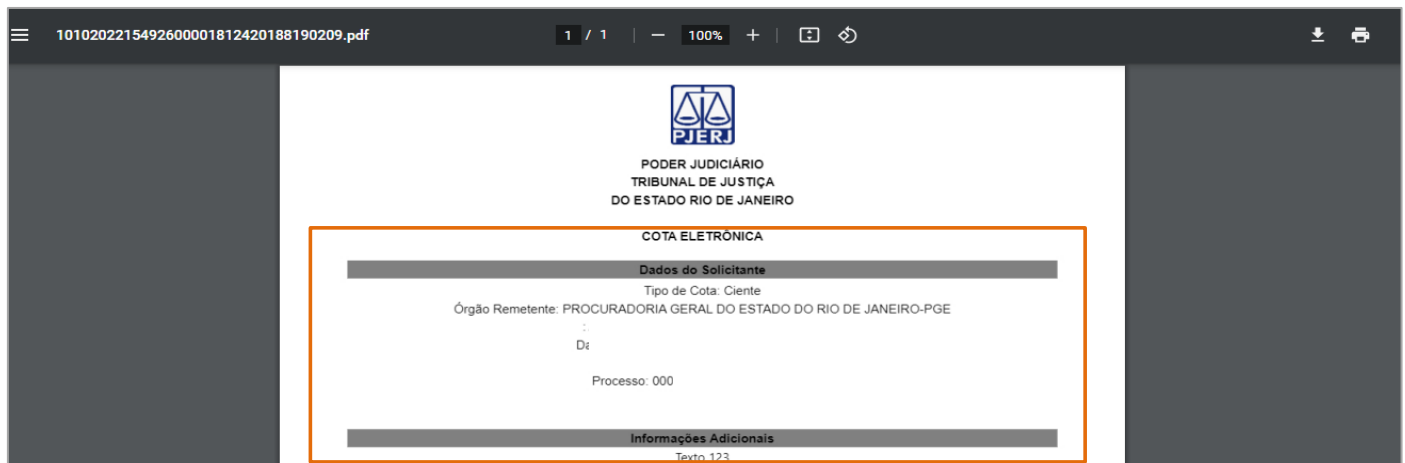 10102022154926000018124201881902​09.pdf
1 / 1
100%
PJERJ
PODER JUDICIÁRIO
TRIBUNAL DE JUSTIÇA
DO ESTADO RIO DE JANEIRO
COTA ELETRÔNICA
Dados do Solicitante
Tipo de Cota: Ciente
Órgão Remetente: PROCURADORIA GERAL DO ESTADO DO RIO DE JANEIRO-PGE
:
Processo: 000
Informações Adicionais
Texto 123